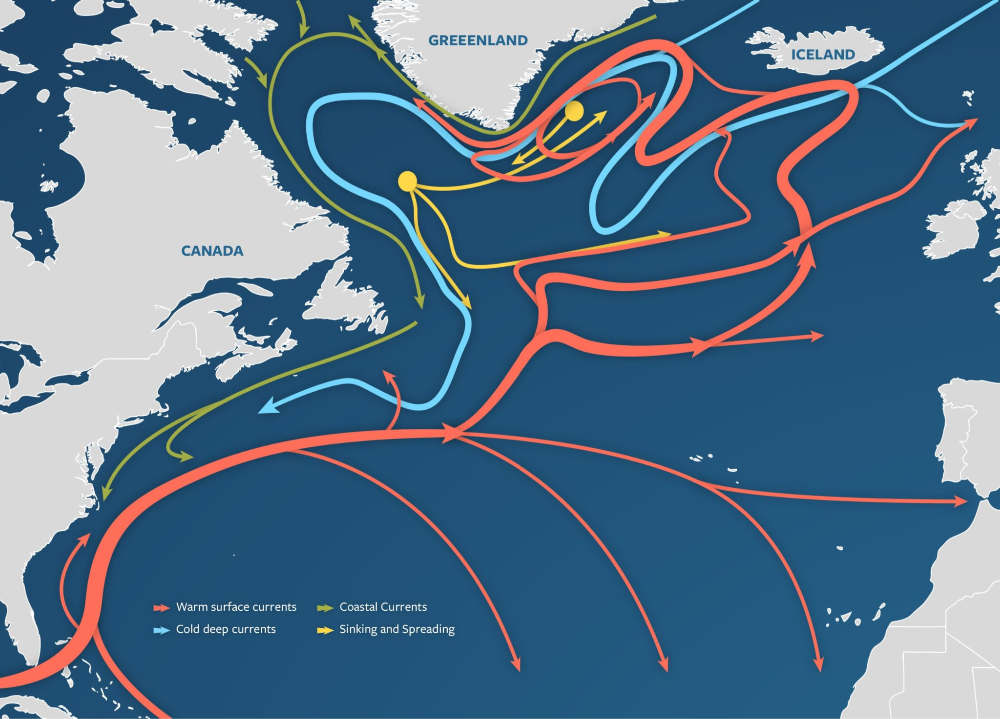 GREEENLAND
ICELAND
CANADA
Warm surface currents
Coastal Currents
Cold deep currents
Sinking and Spreading